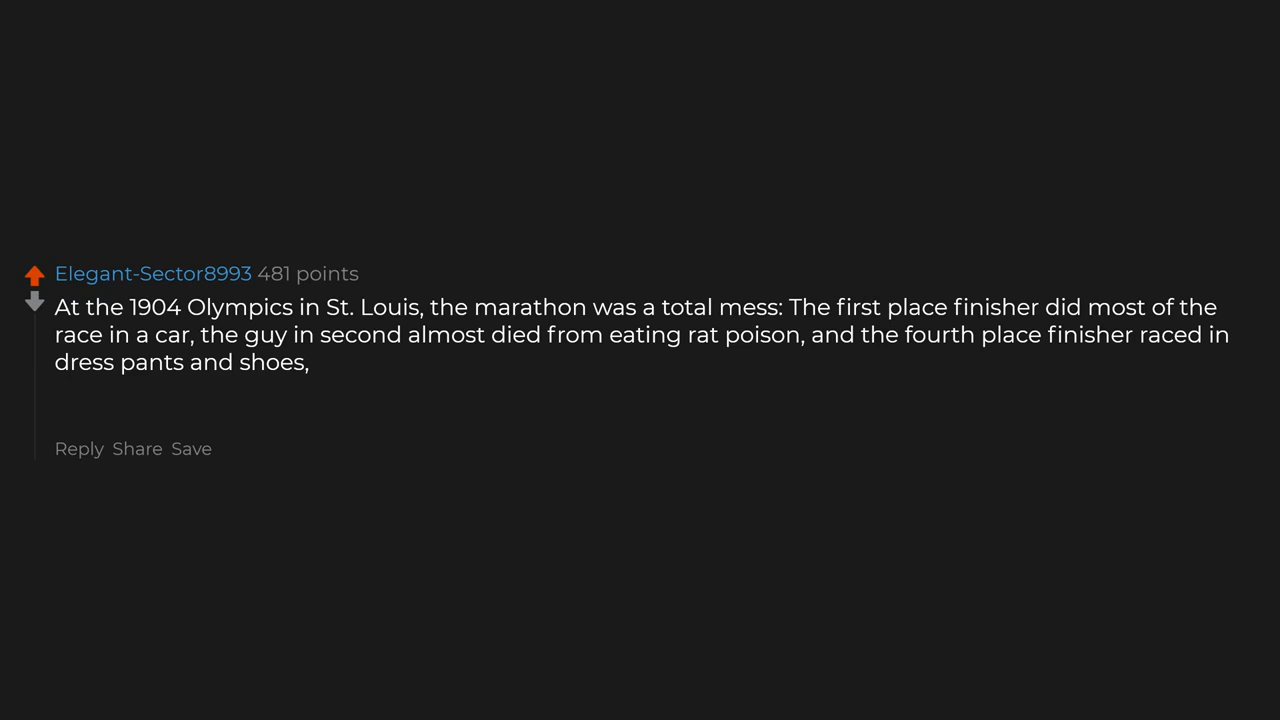 Elegant-Sector8993 481 points
At the 1904 Olympics in St. Louis, the marathon was a total mess: The first place finisher did most of the
race in a car, the guy in second almost died from eating rat poison, and the fourth place finisher raced in
dress pants and shoes,
Reply Share Save